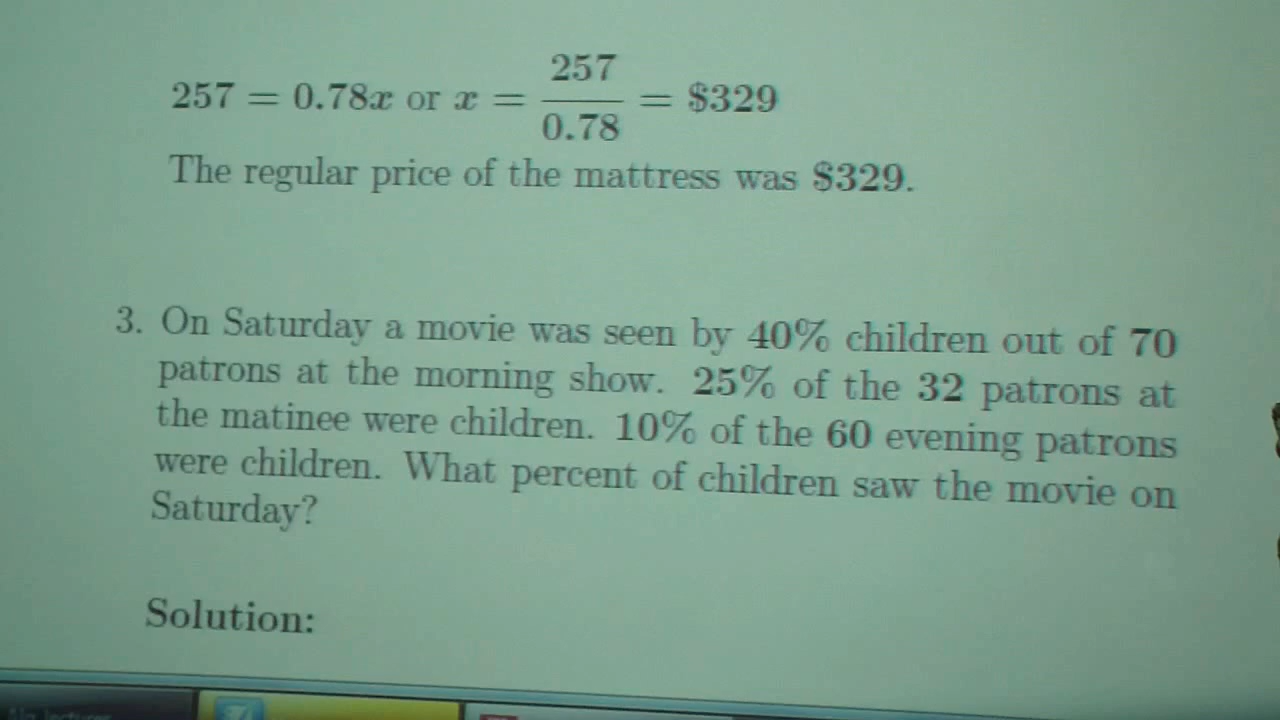 257 = 0.78x or x = 257/0.78 = $329
The regular price of the mattress was $329.
3. On Saturday a movie was seen by 40% children out of 70
patrons at the morning show. 25% of the 32 patrons at
the matinee were children. 10% of the 60 evening patrons
were children. What percent of children saw the movie on
Saturday?
Solution: